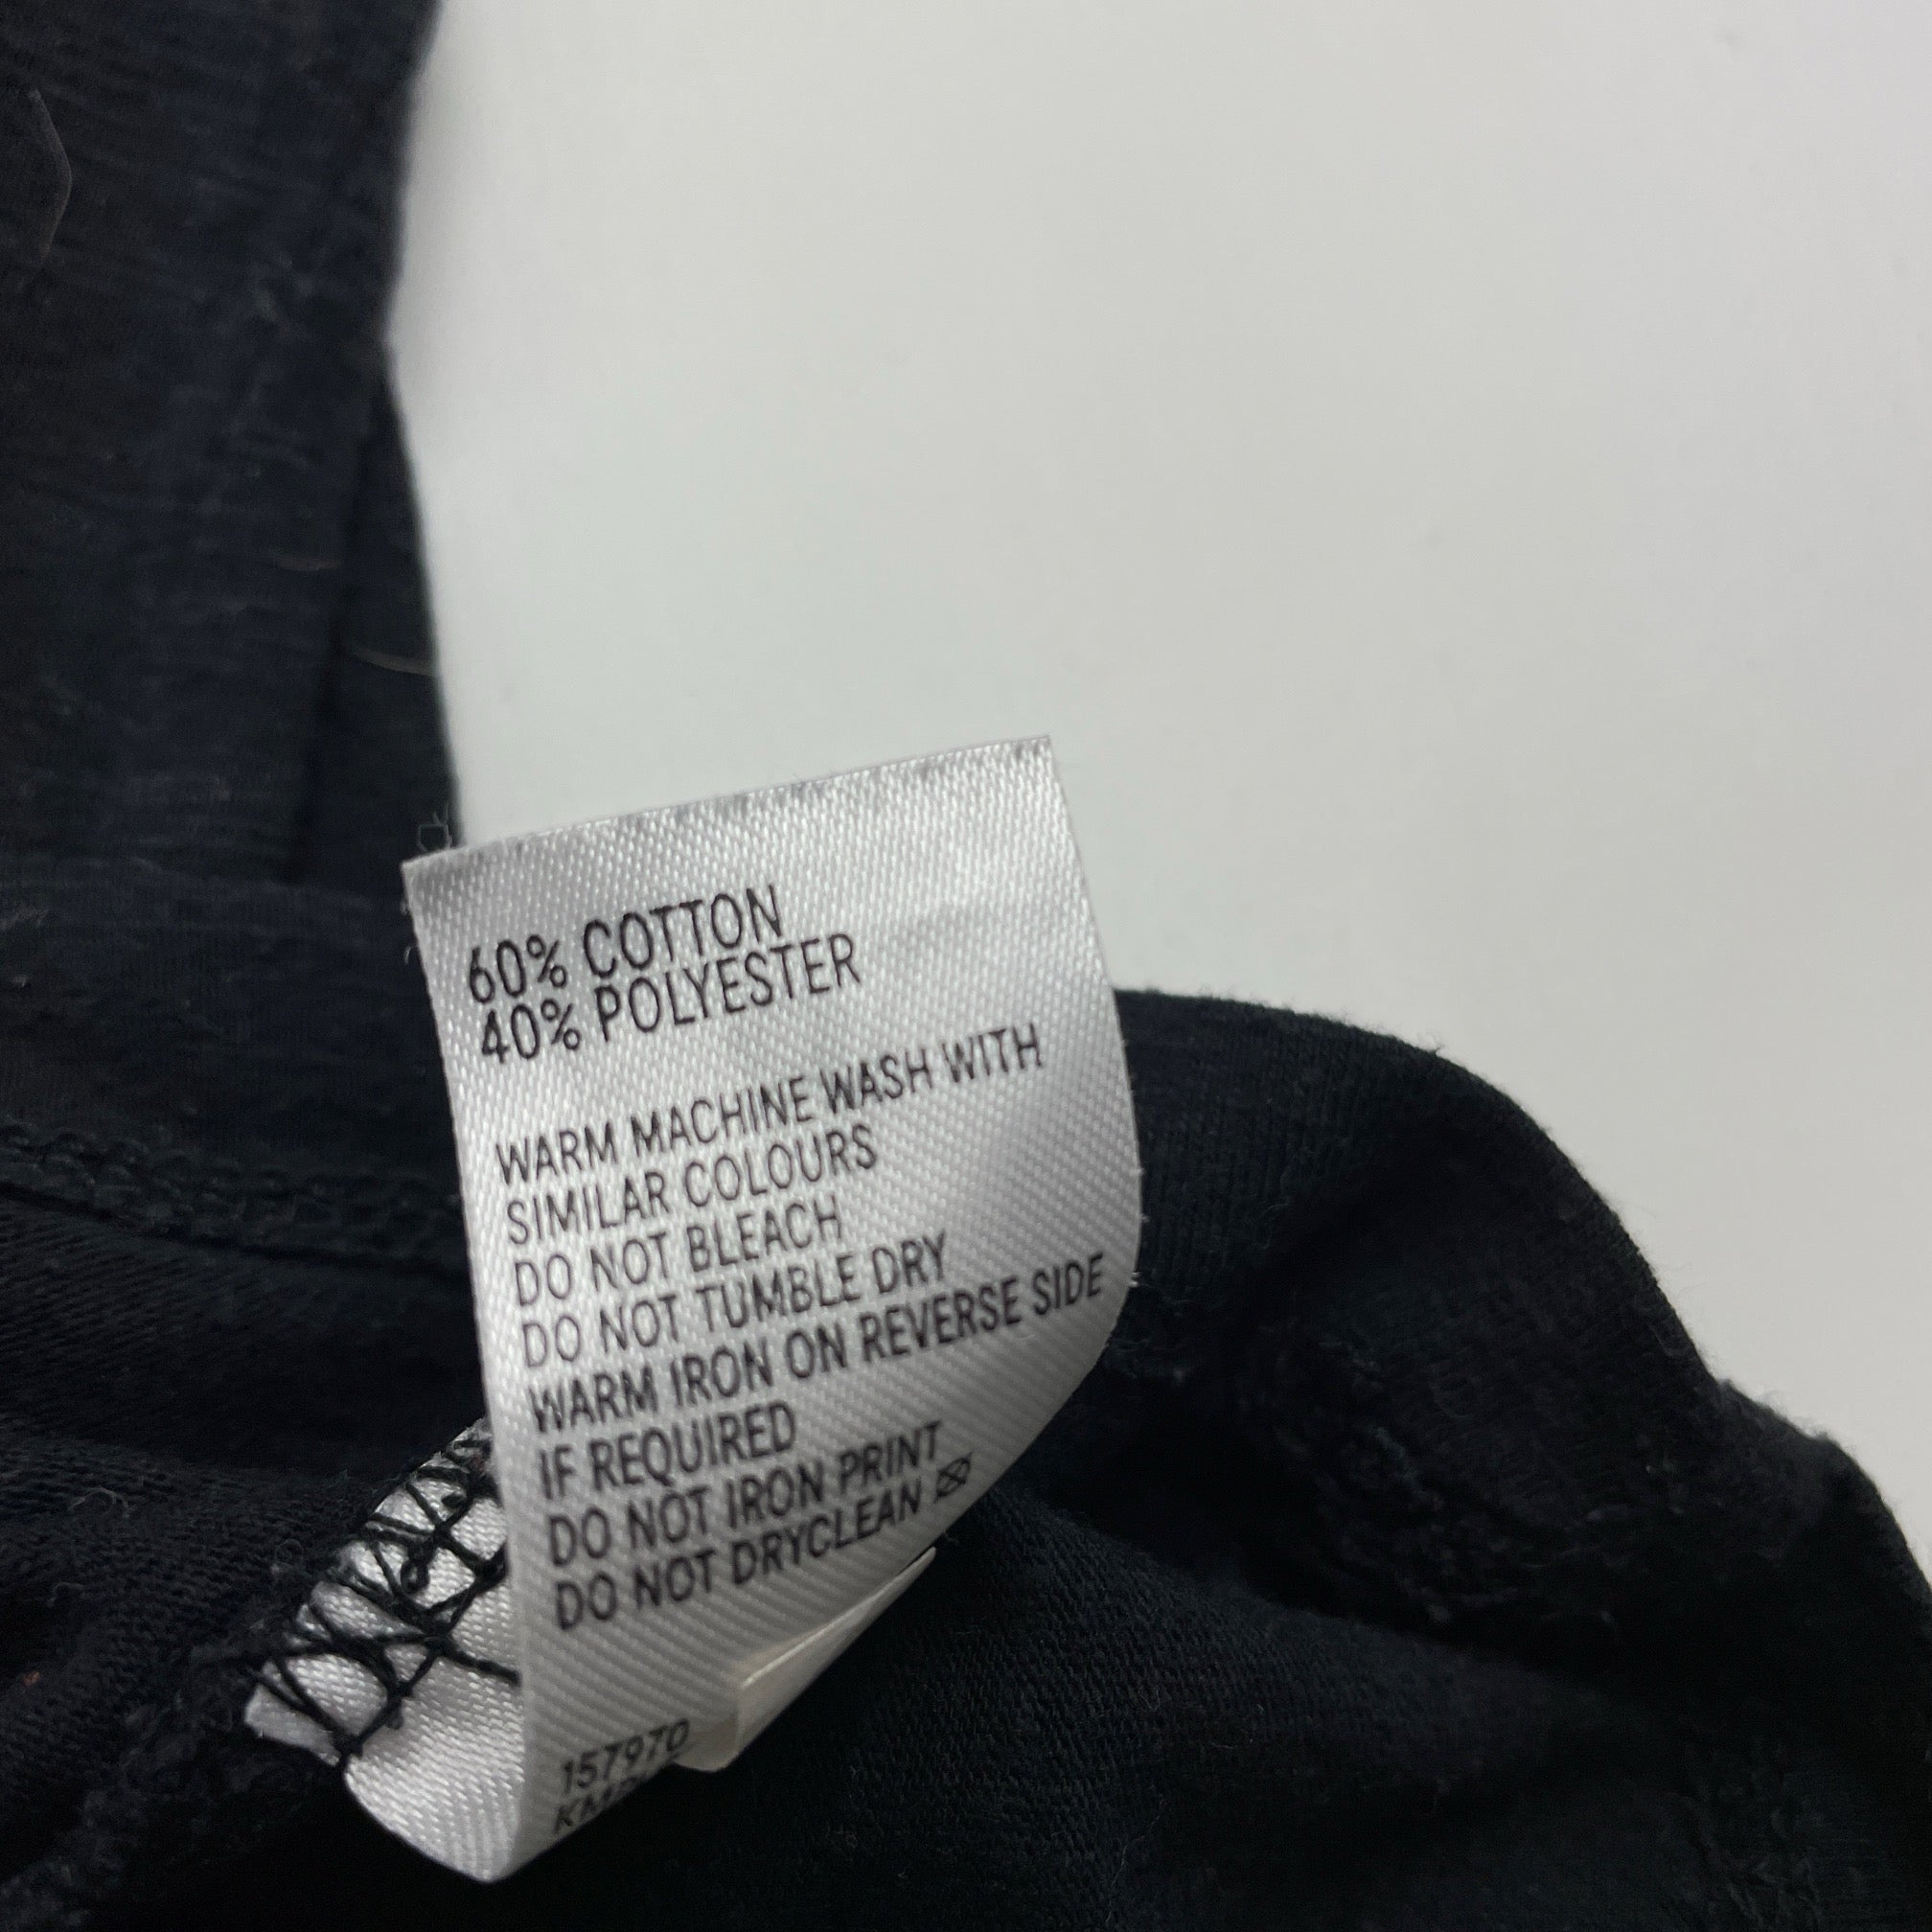 60% COTTON
40% POLYESTER
WARM MACHINE WASH WITH
SIMILAR COLOURS
DO NOT BLEACH
DO NOT TUMBLE DRY
WARM IRON ON REVERSE SIDE
IF REQUIRED
DO NOT IRON PRINT
DO NOT DRYCLEAN
157970